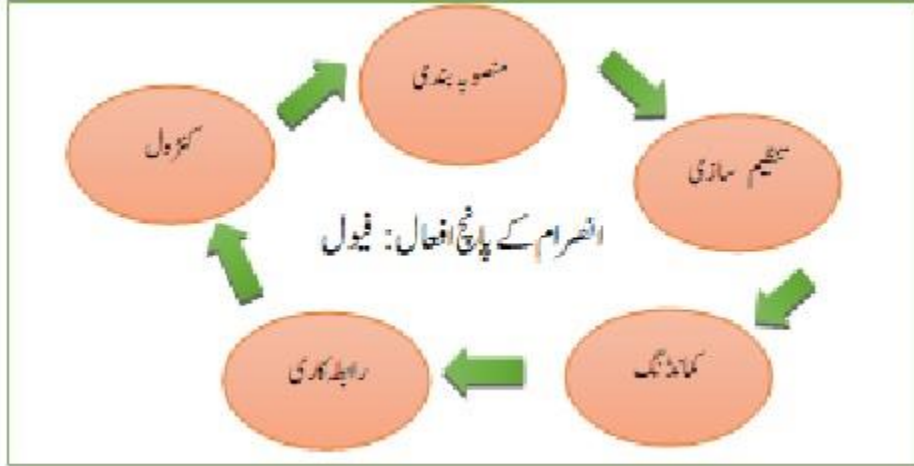 منصوبہ بندی
تنظیم سازی
کنٹرول
انصرام کے پانچ افعال: فیول
کمانڈنگ
رابطہ کاری